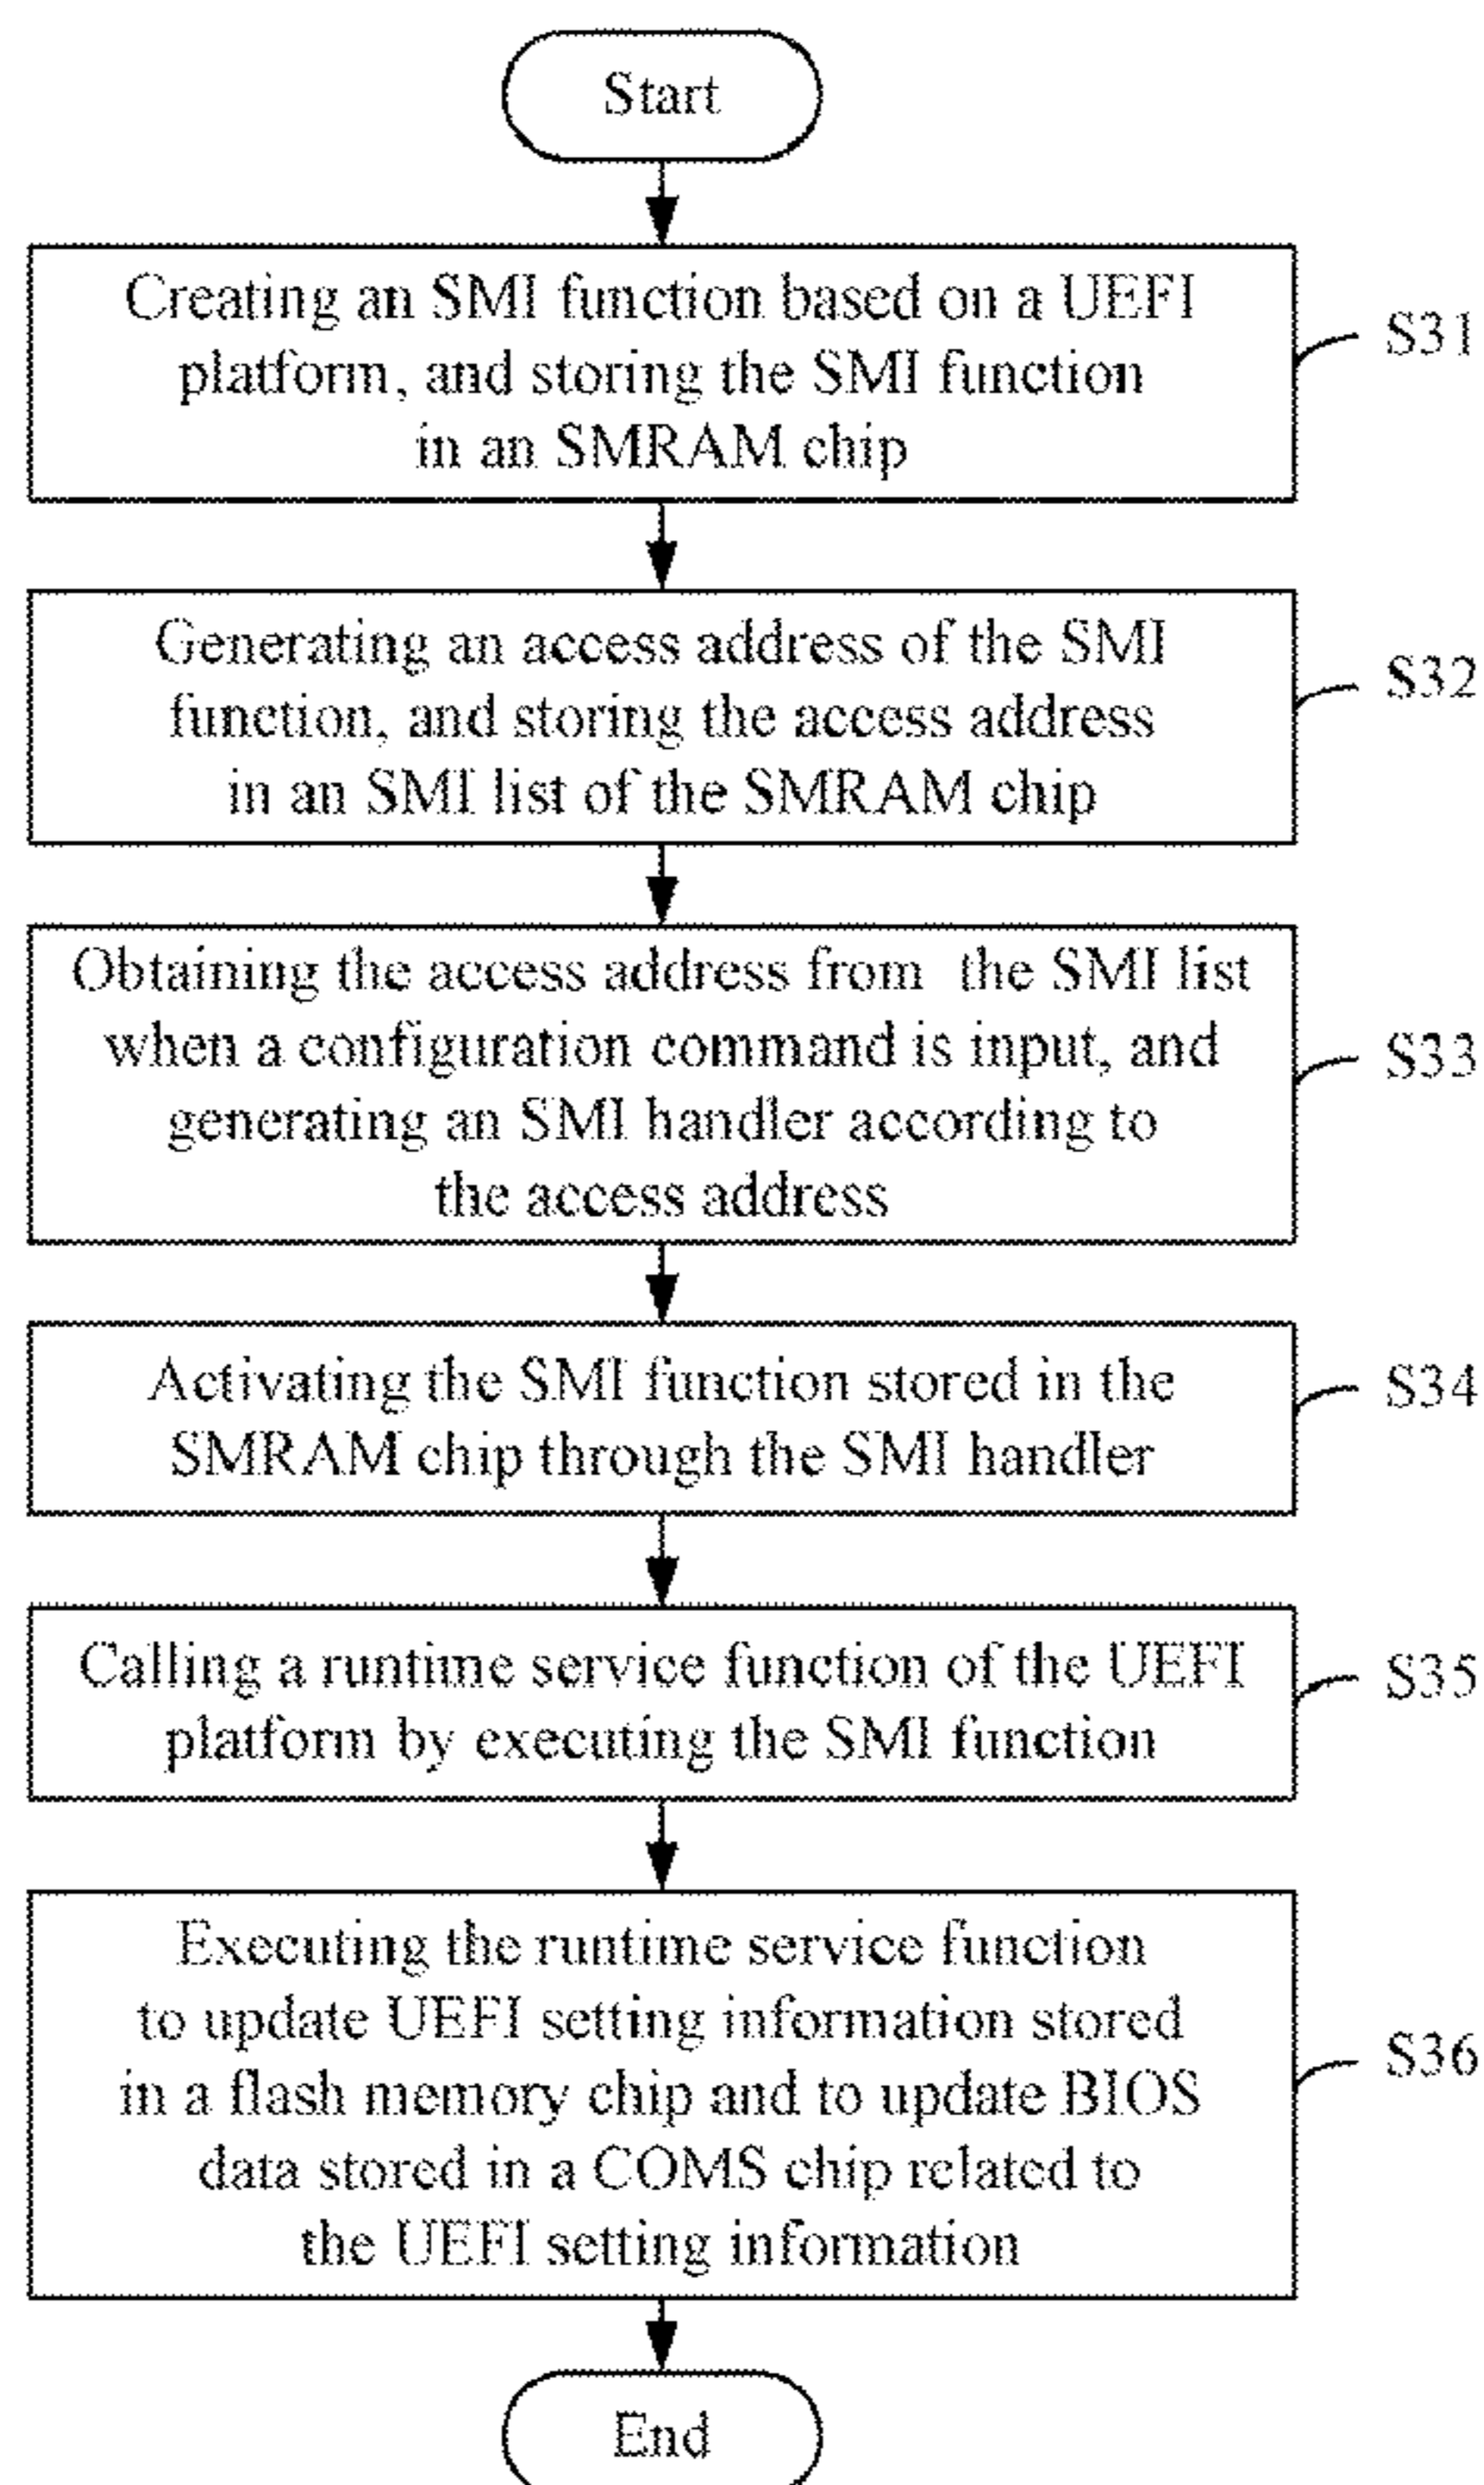 Start
Creating an SMI function based on a UEFI
platform, and storing the SMI function
in an SMRAM chip
S31
Generating an access address of the SMI
function, and storing the access address
in an SMI list of the SMRAM chip
S32
Obtaining the access address from the SMI list
when a configuration command is input, and
generating an SMI handler according to
the access address
S33
Activating the SMI function stored in the
SMRAM chip through the SMI handler
S34
Calling a runtime service function of the UEFI
platform by executing the SMI function
S35
Executing the runtime service function
to update UEFI setting information stored
in a flash memory chip and to update BIOS
data stored in a COMS chip related to
the UEFI setting information
S36
End